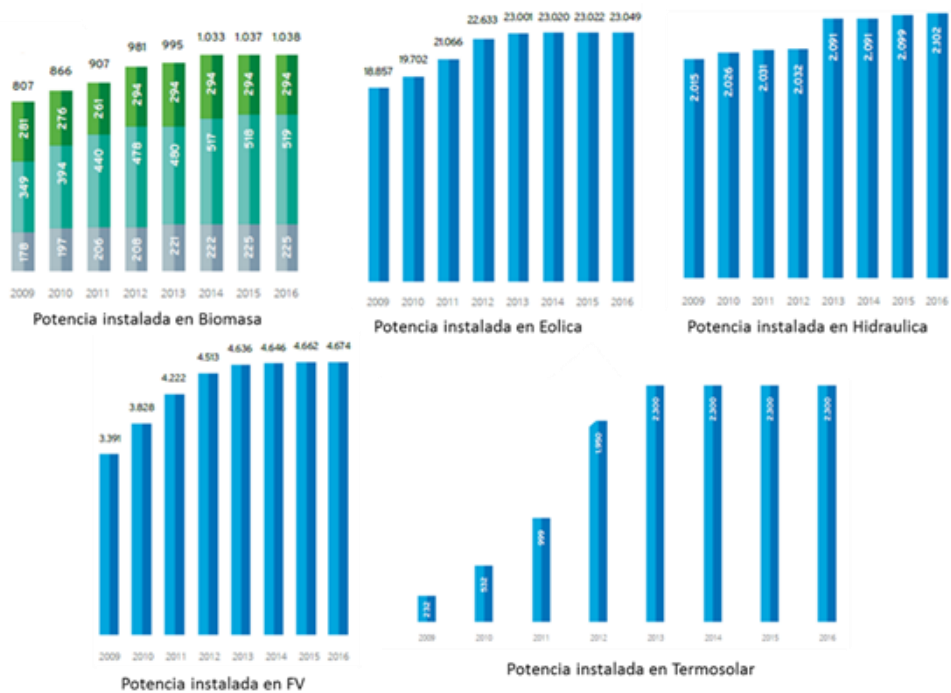 807 866 907 981 995 1.033 1.037 1.038
281 276 261 294 294 294 294 294
349 394 440 478 480 517 518 519
178 197 206 208 221 222 225 225
2009 2010 2011 2012 2013 2014 2015 2016
Potencia instalada en Biomasa
18.857 19.702 21.066 22.633 23.001 23.020 23.022 23.049
2009 2010 2011 2012 2013 2014 2015 2016
Potencia instalada en Eolica
2.015 2.026 2.031 2.032 2.091 2.091 2.099 2.102
2009 2010 2011 2012 2013 2014 2015 2016
Potencia instalada en Hidraulica
3.391 3.828 4.222 4.513 4.636 4.646 4.662 4.674
2009 2010 2011 2012 2013 2014 2015 2016
Potencia instalada en FV
232 532 999 1.950 2.300 2.300 2.300 2.300
2009 2010 2011 2012 2013 2014 2015 2016
Potencia instalada en Termosolar